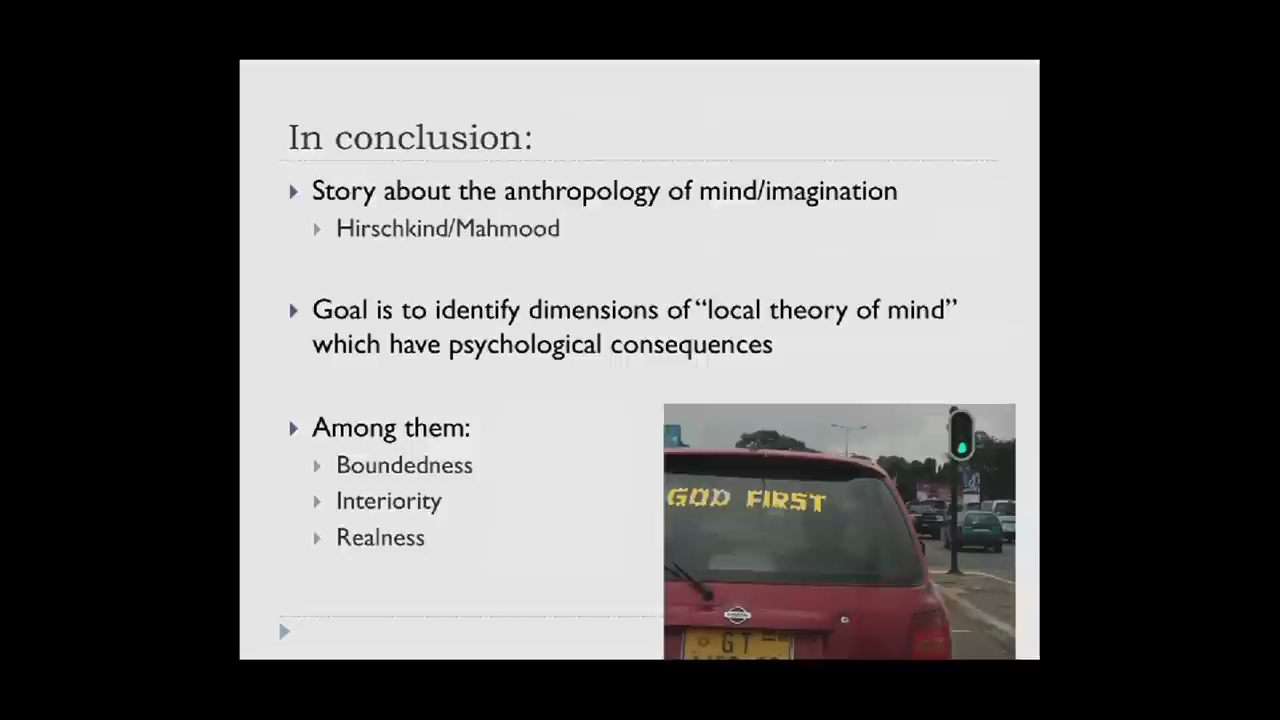 In conclusion:
Story about the anthropology of mind/imagination
Hirschkind/Mahmood
Goal is to identify dimensions of “local theory of mind”
which have psychological consequences
Among them:
Boundedness
Interiority
Realness
GOD FIRST
GT